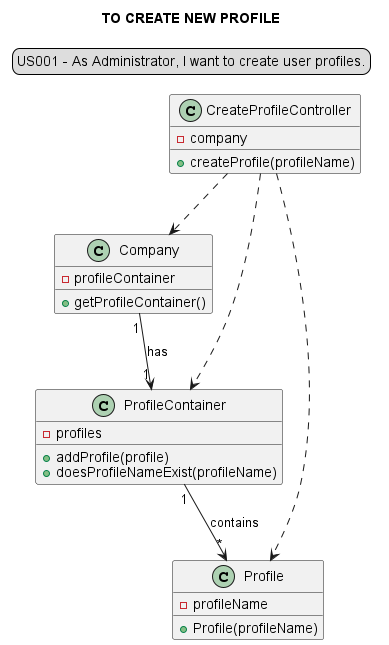 TO CREATE NEW PROFILE
US001 - As Administrator, I want to create user profiles.
C CreateProfileController
company
createProfile(profileName)
C Company
profileContainer
getProfileContainer()
1
has
1
C ProfileContainer
profiles
addProfile(profile)
doesProfileNameExist(profileName)
1
contains
*
C Profile
profileName
Profile(profileName)